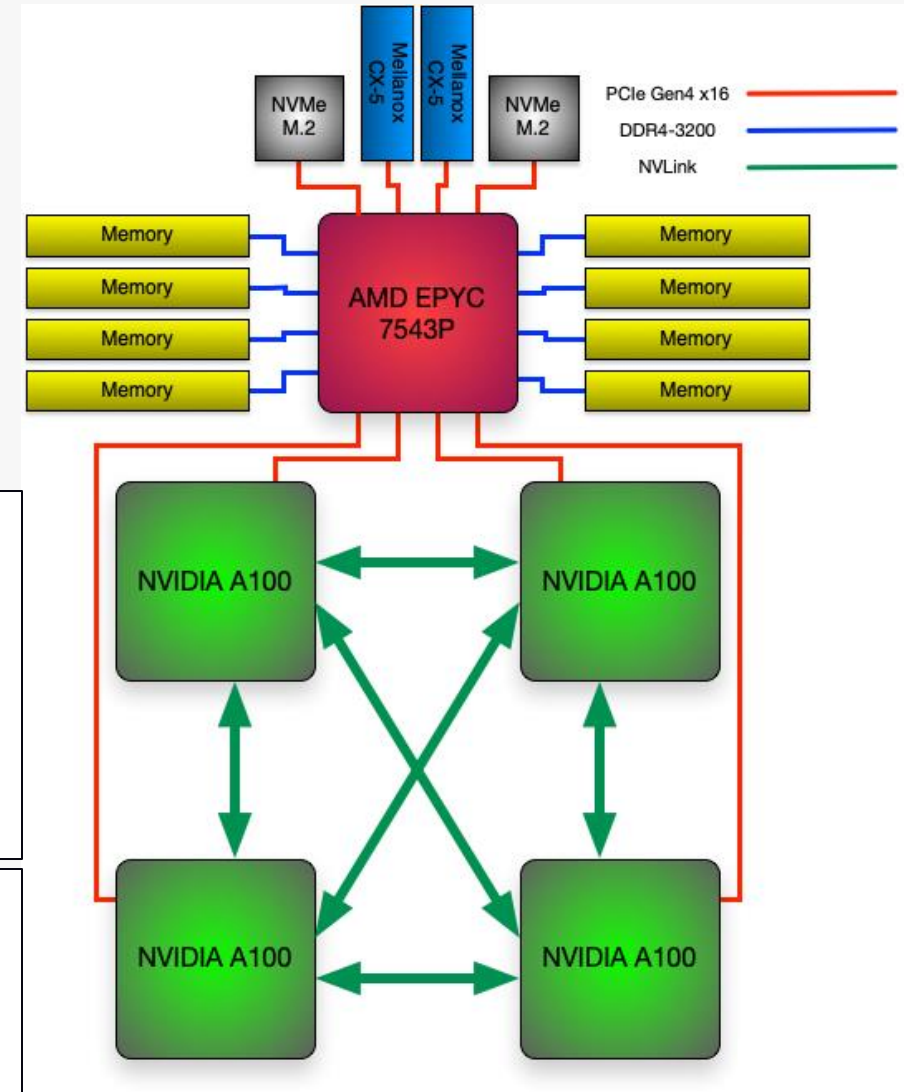 Mellanox
CX-5
Mellanox
CX-5
NVMe
M.2
NVMe
M.2
PCIe Gen4 x16
DDR4-3200
NVLink
Memory
Memory
Memory
Memory
AMD EPYC
7543P
Memory
Memory
Memory
Memory
NVIDIA A100
NVIDIA A100
NVIDIA A100
NVIDIA A100